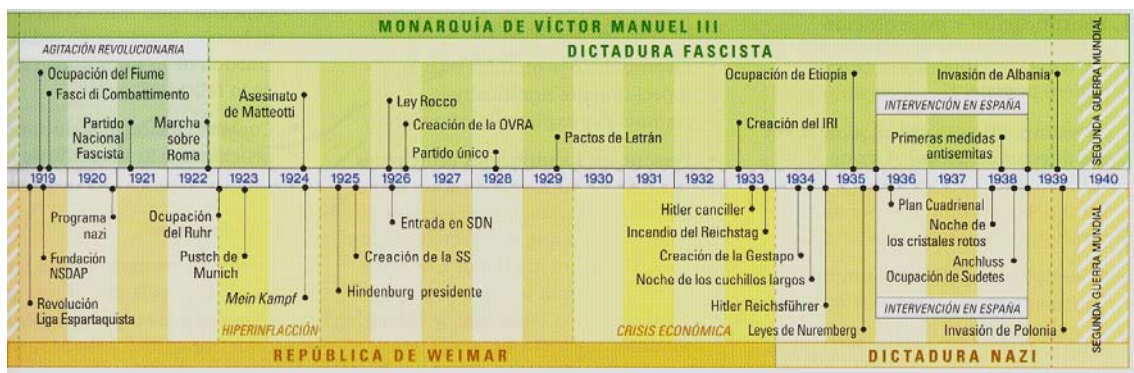 MONARQUÍA DE VÍCTOR MANUEL III
AGITACIÓN REVOLUCIONARIA
DICTADURA FASCISTA
SEGUNDA GUERRA MUNDIAL
Ocupación del Fiume
Fasci di Combattimento
Partido
Nacional
Fascista
Marcha
sobre
Roma
Asesinato
de Matteotti
Ley Rocco
Creación de la OVRA
Partido único
Pactos de Letrán
Creación del IRI
Ocupación de Etiopía
Invasión de Albania
INTERVENCIÓN EN ESPAÑA
Primeras medidas
antisemitas
1919 1920 1921 1922 1923 1924 1925 1926 1927 1928 1929 1930 1931 1932 1933 1934 1935 1936 1937 1938 1939 1940
Programa
nazi
Fundación
NSDAP
Revolución
Liga Espartaquista
Ocupación
del Ruhr
Pustch de
Munich
Mein Kampf
HIPERINFLACCIÓN
Entrada en SDN
Creación de la SS
Hindenburg presidente
Hitler canciller
Incendio del Reichstag
Creación de la Gestapo
Noche de los cuchillos largos
Hitler Reichsführer
CRISIS ECONÓMICA
Leyes de Nuremberg
Plan Cuadrienal
Noche de
los cristales rotos
Anchluss
Ocupación de Sudetes
INTERVENCIÓN EN ESPAÑA
Invasión de Polonia
SEGUNDA GUERRA MUNDIAL
REPÚBLICA DE WEIMAR
DICTADURA NAZI